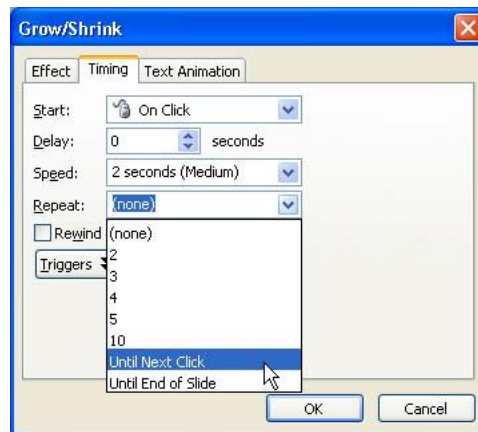 Grow/Shrink
Effect Timing Text Animation
Start: On Click
Delay: 0 seconds
Speed: 2 seconds (Medium)
Repeat: (none)
Rewind (none)
2
Triggers
3
4
5
10
Until Next Click
Until End of Slide
OK Cancel